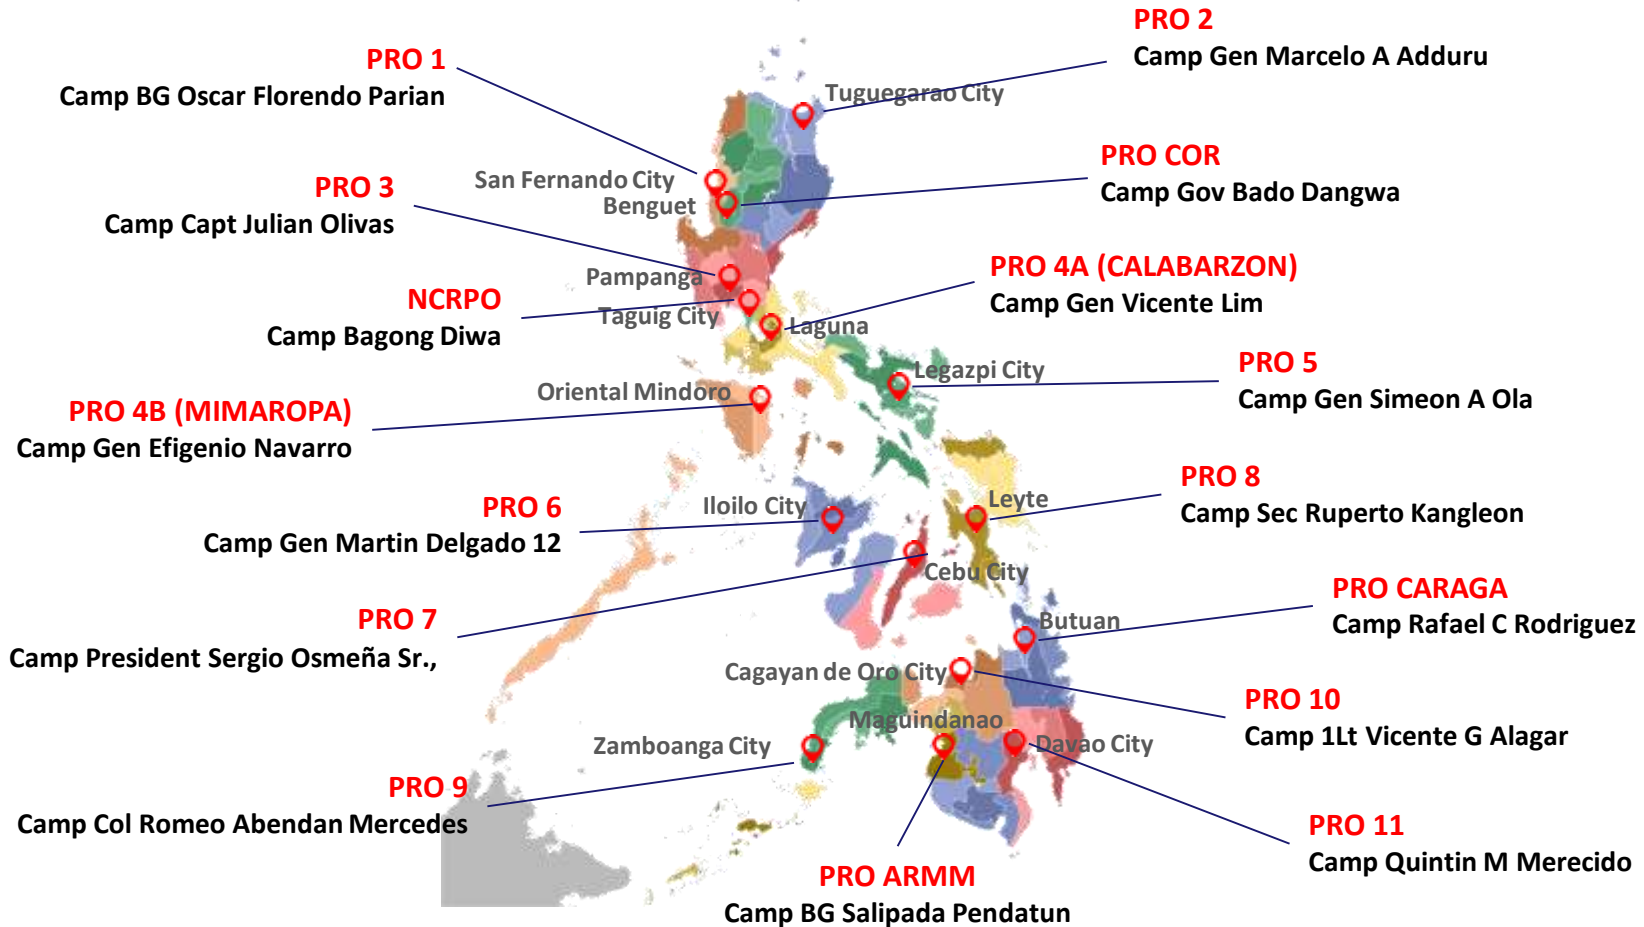 PRO 2
Camp Gen Marcelo A Adduru
PRO 1
Camp BG Oscar Florendo Parian
Tuguegarao City
PRO COR
Camp Gov Bado Dangwa
San Fernando City
Benguet
PRO 3
Camp Capt Julian Olivas
Pampanga
PRO 4A (CALABARZON)
Camp Gen Vicente Lim
NCRPO
Camp Bagong Diwa
Taguig City
Laguna
Legazpi City
PRO 5
Camp Gen Simeon A Ola
Oriental Mindoro
PRO 4B (MIMAROPA)
Camp Gen Efigenio Navarro
PRO 8
Camp Sec Ruperto Kangleon
Leyte
Iloilo City
PRO 6
Camp Gen Martin Delgado 12
Cebu City
PRO CARAGA
Camp Rafael C Rodriguez
Butuan
PRO 7
Camp President Sergio Osmeña Sr.,
Cagayan de Oro City
PRO 10
Camp 1Lt Vicente G Alagar
Maguindanao
Zamboanga City
Davao City
PRO 9
Camp Col Romeo Abendan Mercedes
PRO 11
Camp Quintin M Merecido
PRO ARMM
Camp BG Salipada Pendatun